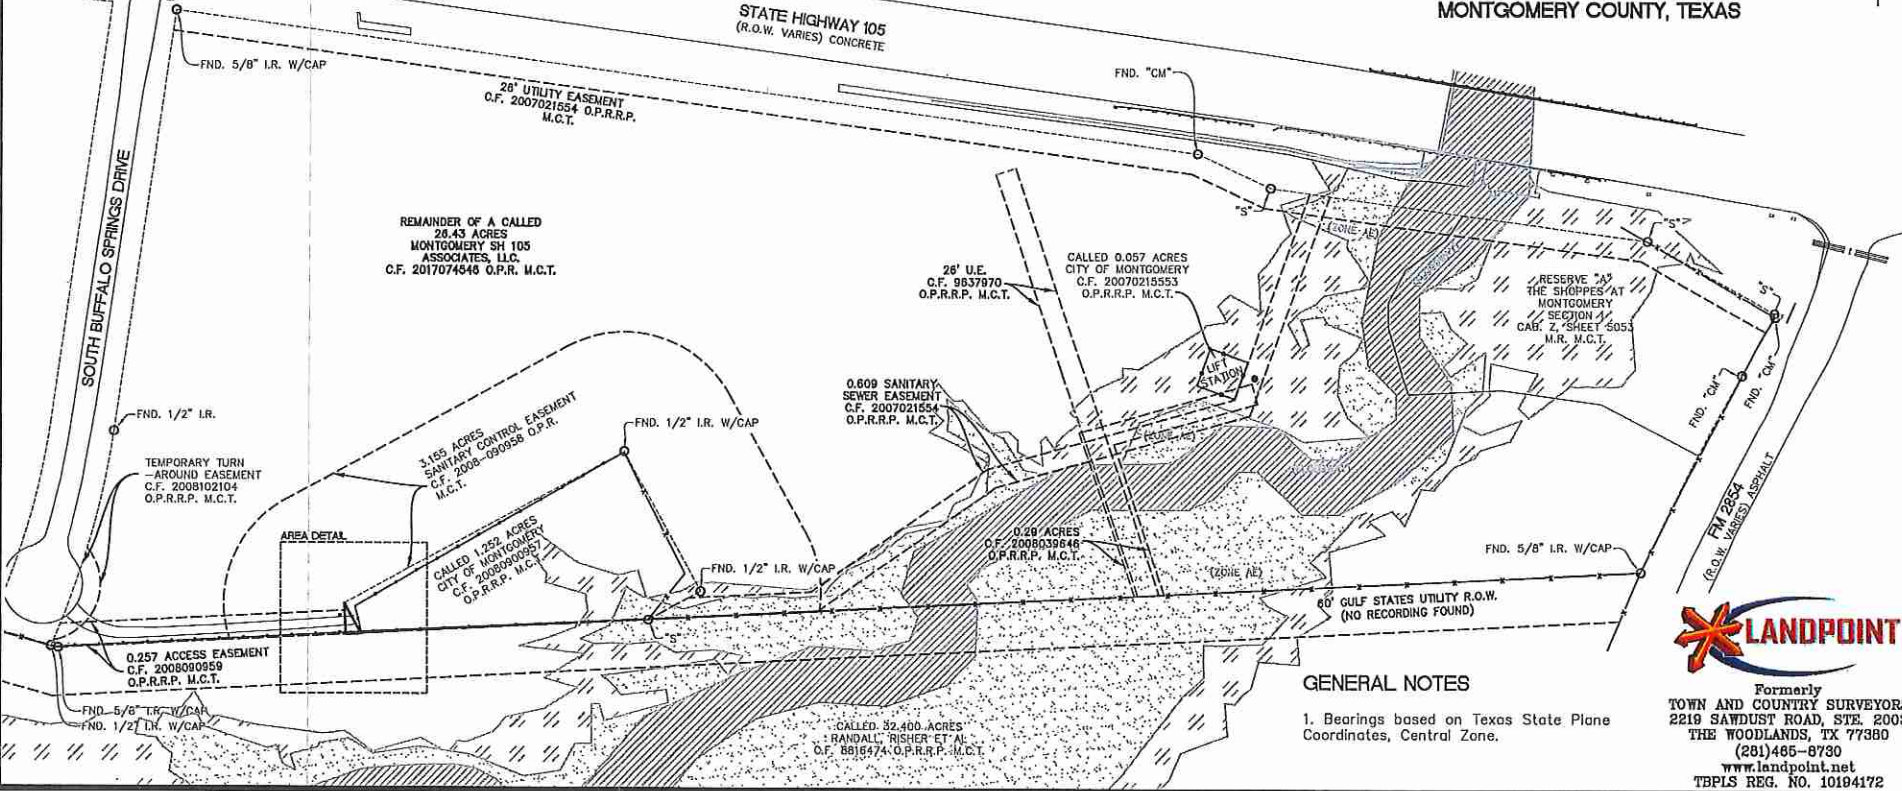 MONTGOMERY COUNTY, TEXAS
STATE HIGHWAY 105
(R.O.W. VARIES) CONCRETE
FND. 5/8" I.R. W/CAP
FND. "CM"
26' UTILITY EASEMENT
C.F. 2007021554 O.P.R.R.P.
M.C.T.
SOUTH BUFFALO SPRINGS DRIVE
REMAINDER OF A CALLED
26.43 ACRES
MONTGOMERY SH 105
ASSOCIATES, LLC.
C.F. 2017074546 O.P.R. M.C.T.
"S"
(ZONE AE)
"S"
26' U.E.
C.F. 9637970
O.P.R.R.P. M.C.T.
CALLED 0.057 ACRES
CITY OF MONTGOMERY
C.F. 20070215553
O.P.R.R.P. M.C.T.
RESERVE "A"
THE SHOPPES AT
MONTGOMERY
SECTION 1
CAB. Z, SHEET 5053
M.R. M.C.T.
"S"
LIFT
STATION
FND. "CM"
FND. "CM"
0.609 SANITARY
SEWER EASEMENT
C.F. 2007021554
O.P.R.R.P. M.C.T.
FND. 1/2" I.R.
3.155 ACRES
SANITARY CONTROL EASEMENT
C.F. 2008-090958 O.P.R.
M.C.T.
FND. 1/2" I.R. W/CAP
(ZONE AE)
TEMPORARY TURN
-AROUND EASEMENT
C.F. 2008102104
O.P.R.R.P. M.C.T.
AREA DETAIL
CALLED 1.252 ACRES
CITY OF MONTGOMERY
C.F. 20080900957
O.P.R.P. M.C.T.
0.29 ACRES
C.F. 2008039646
O.P.R.R.P. M.C.T.
FM 2854
(R.O.W. VARIES) ASPHALT
FND. 5/8" I.R. W/CAP
FND. 1/2" I.R. W/CAP
(ZONE AE)
60' GULF STATES UTILITY R.O.W.
(NO RECORDING FOUND)
"S"
0.257 ACCESS EASEMENT
C.F. 2008090959
O.P.R.R.P. M.C.T.
FND. 5/8" I.R. W/CAP
FND. 1/2" I.R. W/CAP
CALLED 32.400 ACRES
RANDALL RISHER ET AL
C.F. 8816474 O.P.R.R.P. M.C.T.
GENERAL NOTES
1. Bearings based on Texas State Plane
Coordinates, Central Zone.
LANDPOINT
Formerly
TOWN AND COUNTRY SURVEYOR
2219 SAWDUST ROAD, STE. 200
THE WOODLANDS, TX 77380
(281)465-8730
www.landpoint.net
TBPLS REG. NO. 10194172